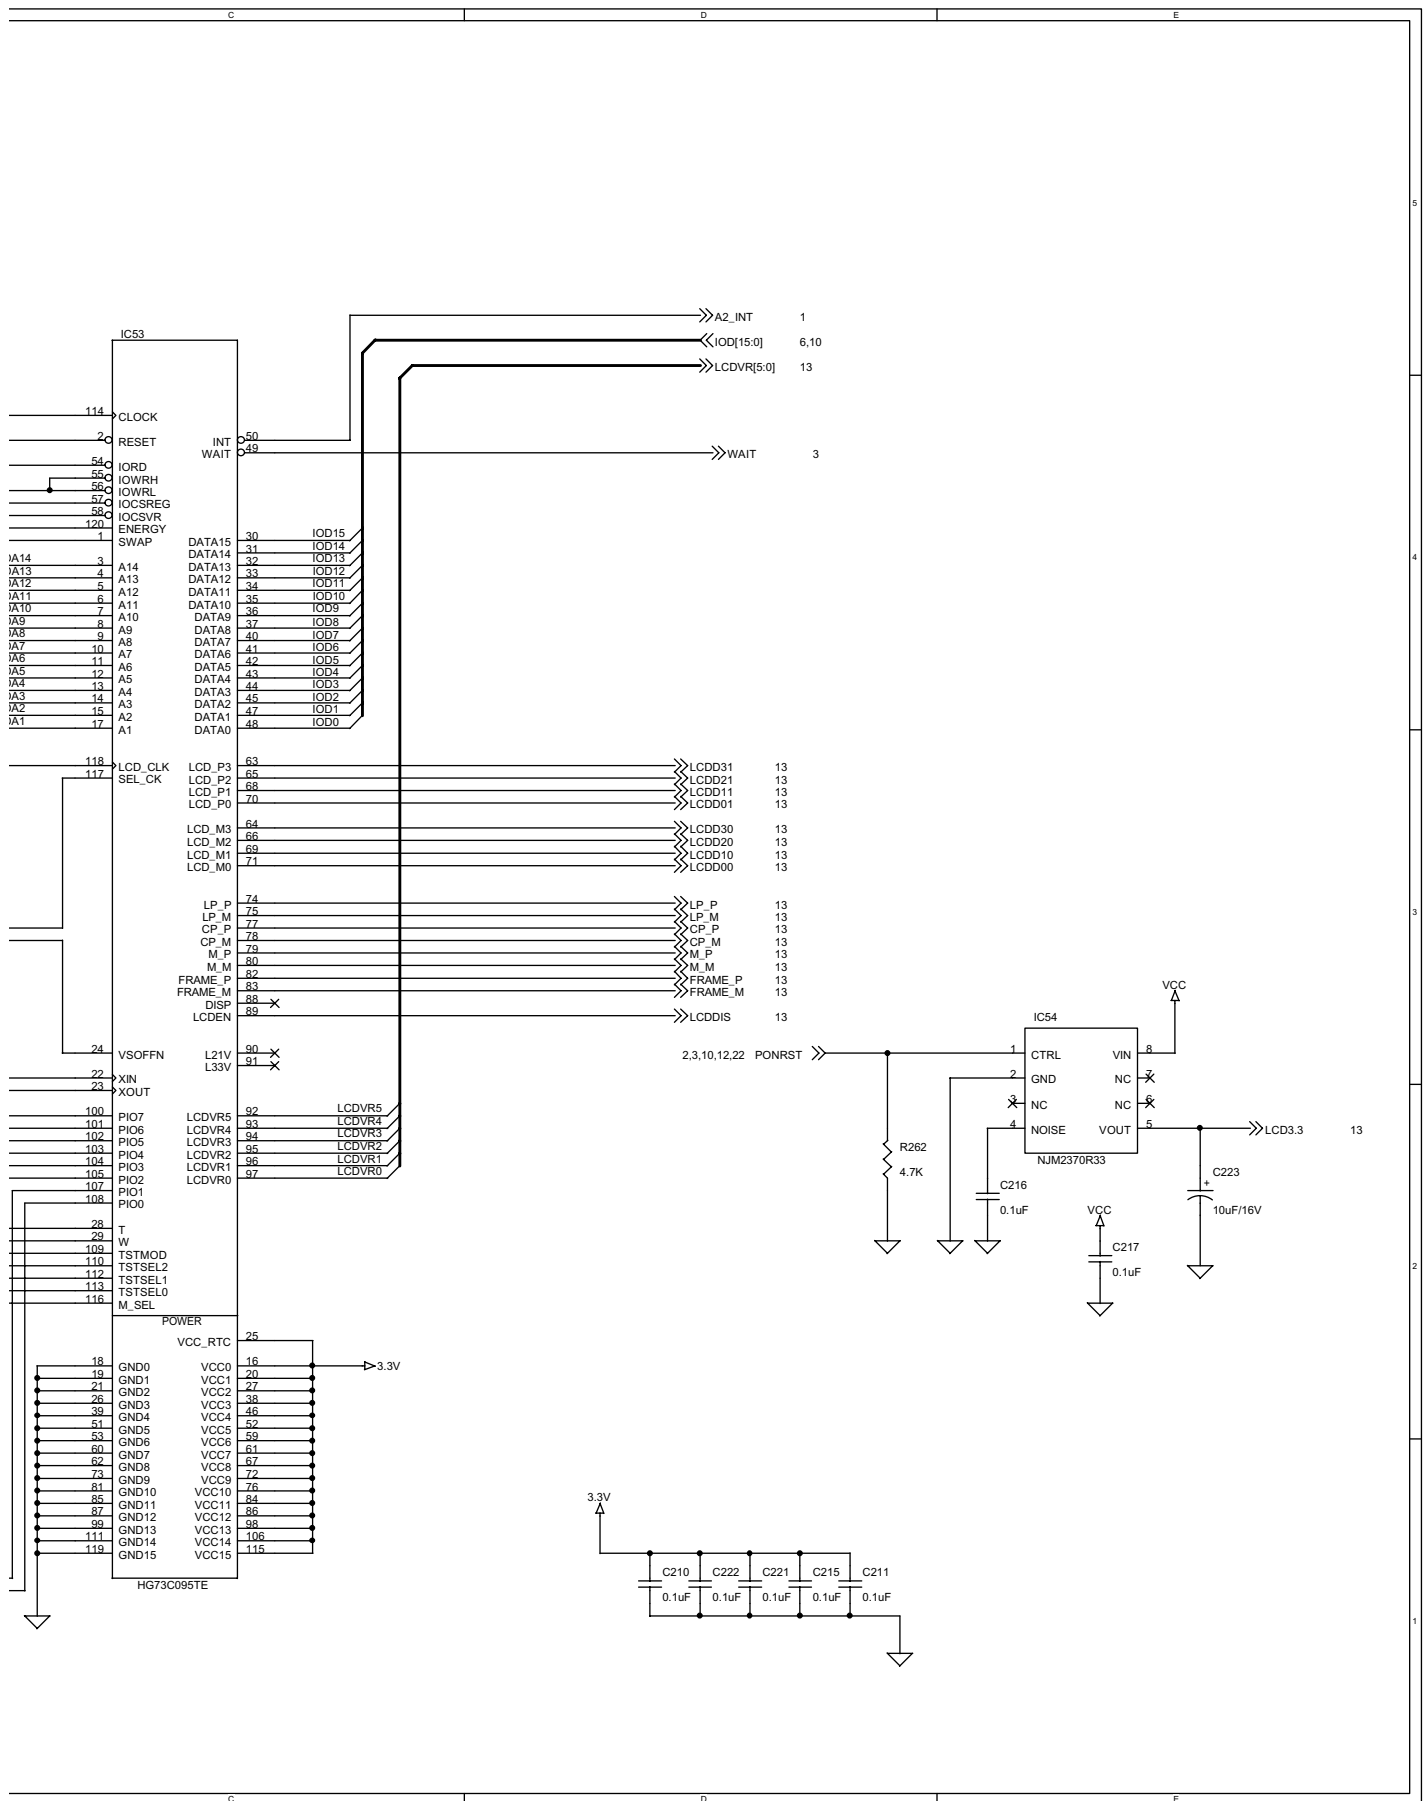 C D E
5
A2_INT 1
IC53
IOD[15:0] 6,10
LCDVR[5:0] 13
114 CLOCK
2 RESET INT 50
WAIT 49 WAIT 3
54 IORD
55 IOWRH
56 IOWRL
57 IOCSREG
58 IOCSVR
120 ENERGY
1 SWAP DATA15 30 IOD15
DATA14 31 IOD14
4
DA14 3 A14 DATA13 32 IOD13
DA13 4 A13 DATA12 33 IOD12
DA12 5 A12 DATA11 34 IOD11
DA11 6 A11 DATA10 35 IOD10
DA10 7 A10 DATA9 36 IOD9
DA9 8 A9 DATA8 37 IOD8
DA8 9 A8 DATA7 40 IOD7
DA7 10 A7 DATA6 41 IOD6
DA6 11 A6 DATA5 42 IOD5
DA5 12 A5 DATA4 43 IOD4
DA4 13 A4 DATA3 44 IOD3
DA3 14 A3 DATA2 45 IOD2
DA2 15 A2 DATA1 47 IOD1
DA1 17 A1 DATA0 48 IOD0
118 LCD_CLK LCD_P3 63 LCDD31 13
117 SEL_CK LCD_P2 65 LCDD21 13
LCD_P1 68 LCDD11 13
LCD_P0 70 LCDD01 13
LCD_M3 64 LCDD30 13
LCD_M2 66 LCDD20 13
LCD_M1 69 LCDD10 13
LCD_M0 71 LCDD00 13
LP_P 74 LP_P 13
3
LP_M 75 LP_M 13
CP_P 77 CP_P 13
CP_M 78 CP_M 13
M_P 79 M_P 13
M_M 80 M_M 13
FRAME_P 82 FRAME_P 13
FRAME_M 83 FRAME_M 13
DISP 88
LCDEN 89 LCDDIS 13
VCC
IC54
24 VSOFFN L21V 90
L33V 91
2,3,10,12,22 PONRST 1 CTRL VIN 8
2 GND NC 7
3 NC NC 6
4 NOISE VOUT 5 LCD3.3 13
NJM2370R33
22 XIN
23 XOUT
100 PIO7 LCDVR5 92 LCDVR5
101 PIO6 LCDVR4 93 LCDVR4
102 PIO5 LCDVR3 94 LCDVR3
103 PIO4 LCDVR2 95 LCDVR2
104 PIO3 LCDVR1 96 LCDVR1
105 PIO2 LCDVR0 97 LCDVR0
107 PIO1
108 PIO0
R262
4.7K
C216
0.1uF
C223
+
10uF/16V
VCC
C217
0.1uF
28 T
29 W
109 TSTMOD
110 TSTSEL2
112 TSTSEL1
113 TSTSEL0
116 M_SEL
2
POWER
VCC_RTC 25
18 GND0 VCC0 16 3.3V
19 GND1 VCC1 20
21 GND2 VCC2 27
26 GND3 VCC3 38
39 GND4 VCC4 46
51 GND5 VCC5 52
53 GND6 VCC6 59
60 GND7 VCC7 61
62 GND8 VCC8 67
73 GND9 VCC9 72
81 GND10 VCC10 76
85 GND11 VCC11 84
87 GND12 VCC12 86
99 GND13 VCC13 98
111 GND14 VCC14 106
119 GND15 VCC15 115
HG73C095TE
3.3V
C210 C222 C221 C215 C211
0.1uF 0.1uF 0.1uF 0.1uF 0.1uF
1
C D E